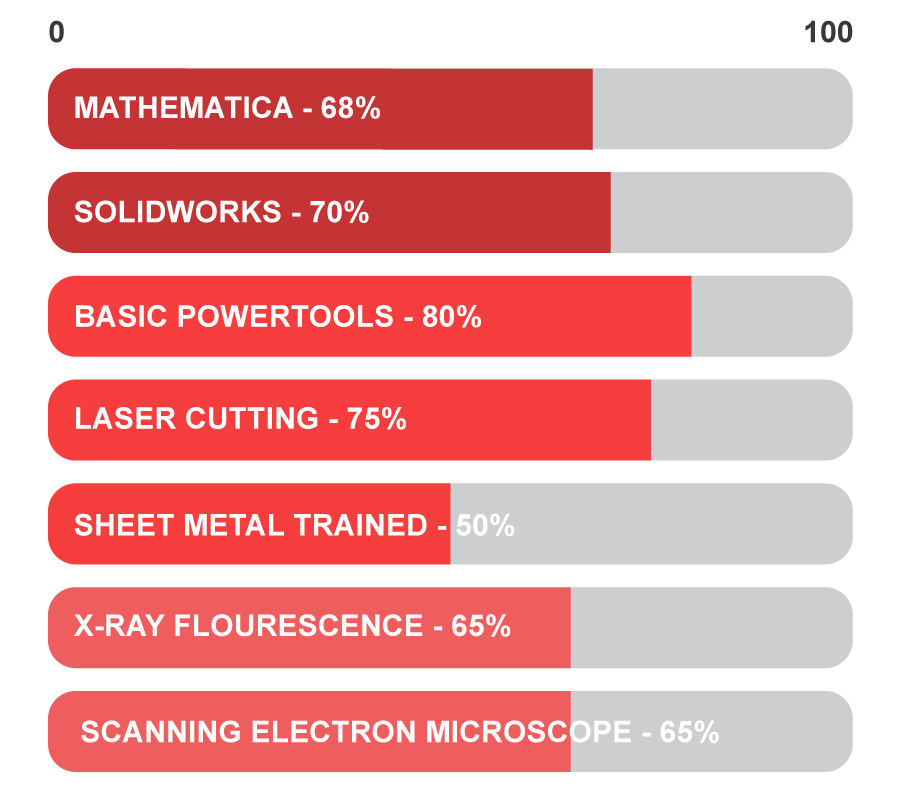 0 100
MATHEMATICA - 68%
SOLIDWORKS - 70%
BASIC POWERTOOLS - 80%
LASER CUTTING - 75%
SHEET METAL TRAINED - 50%
X-RAY FLOURESCENCE - 65%
SCANNING ELECTRON MICROSCOPE - 65%